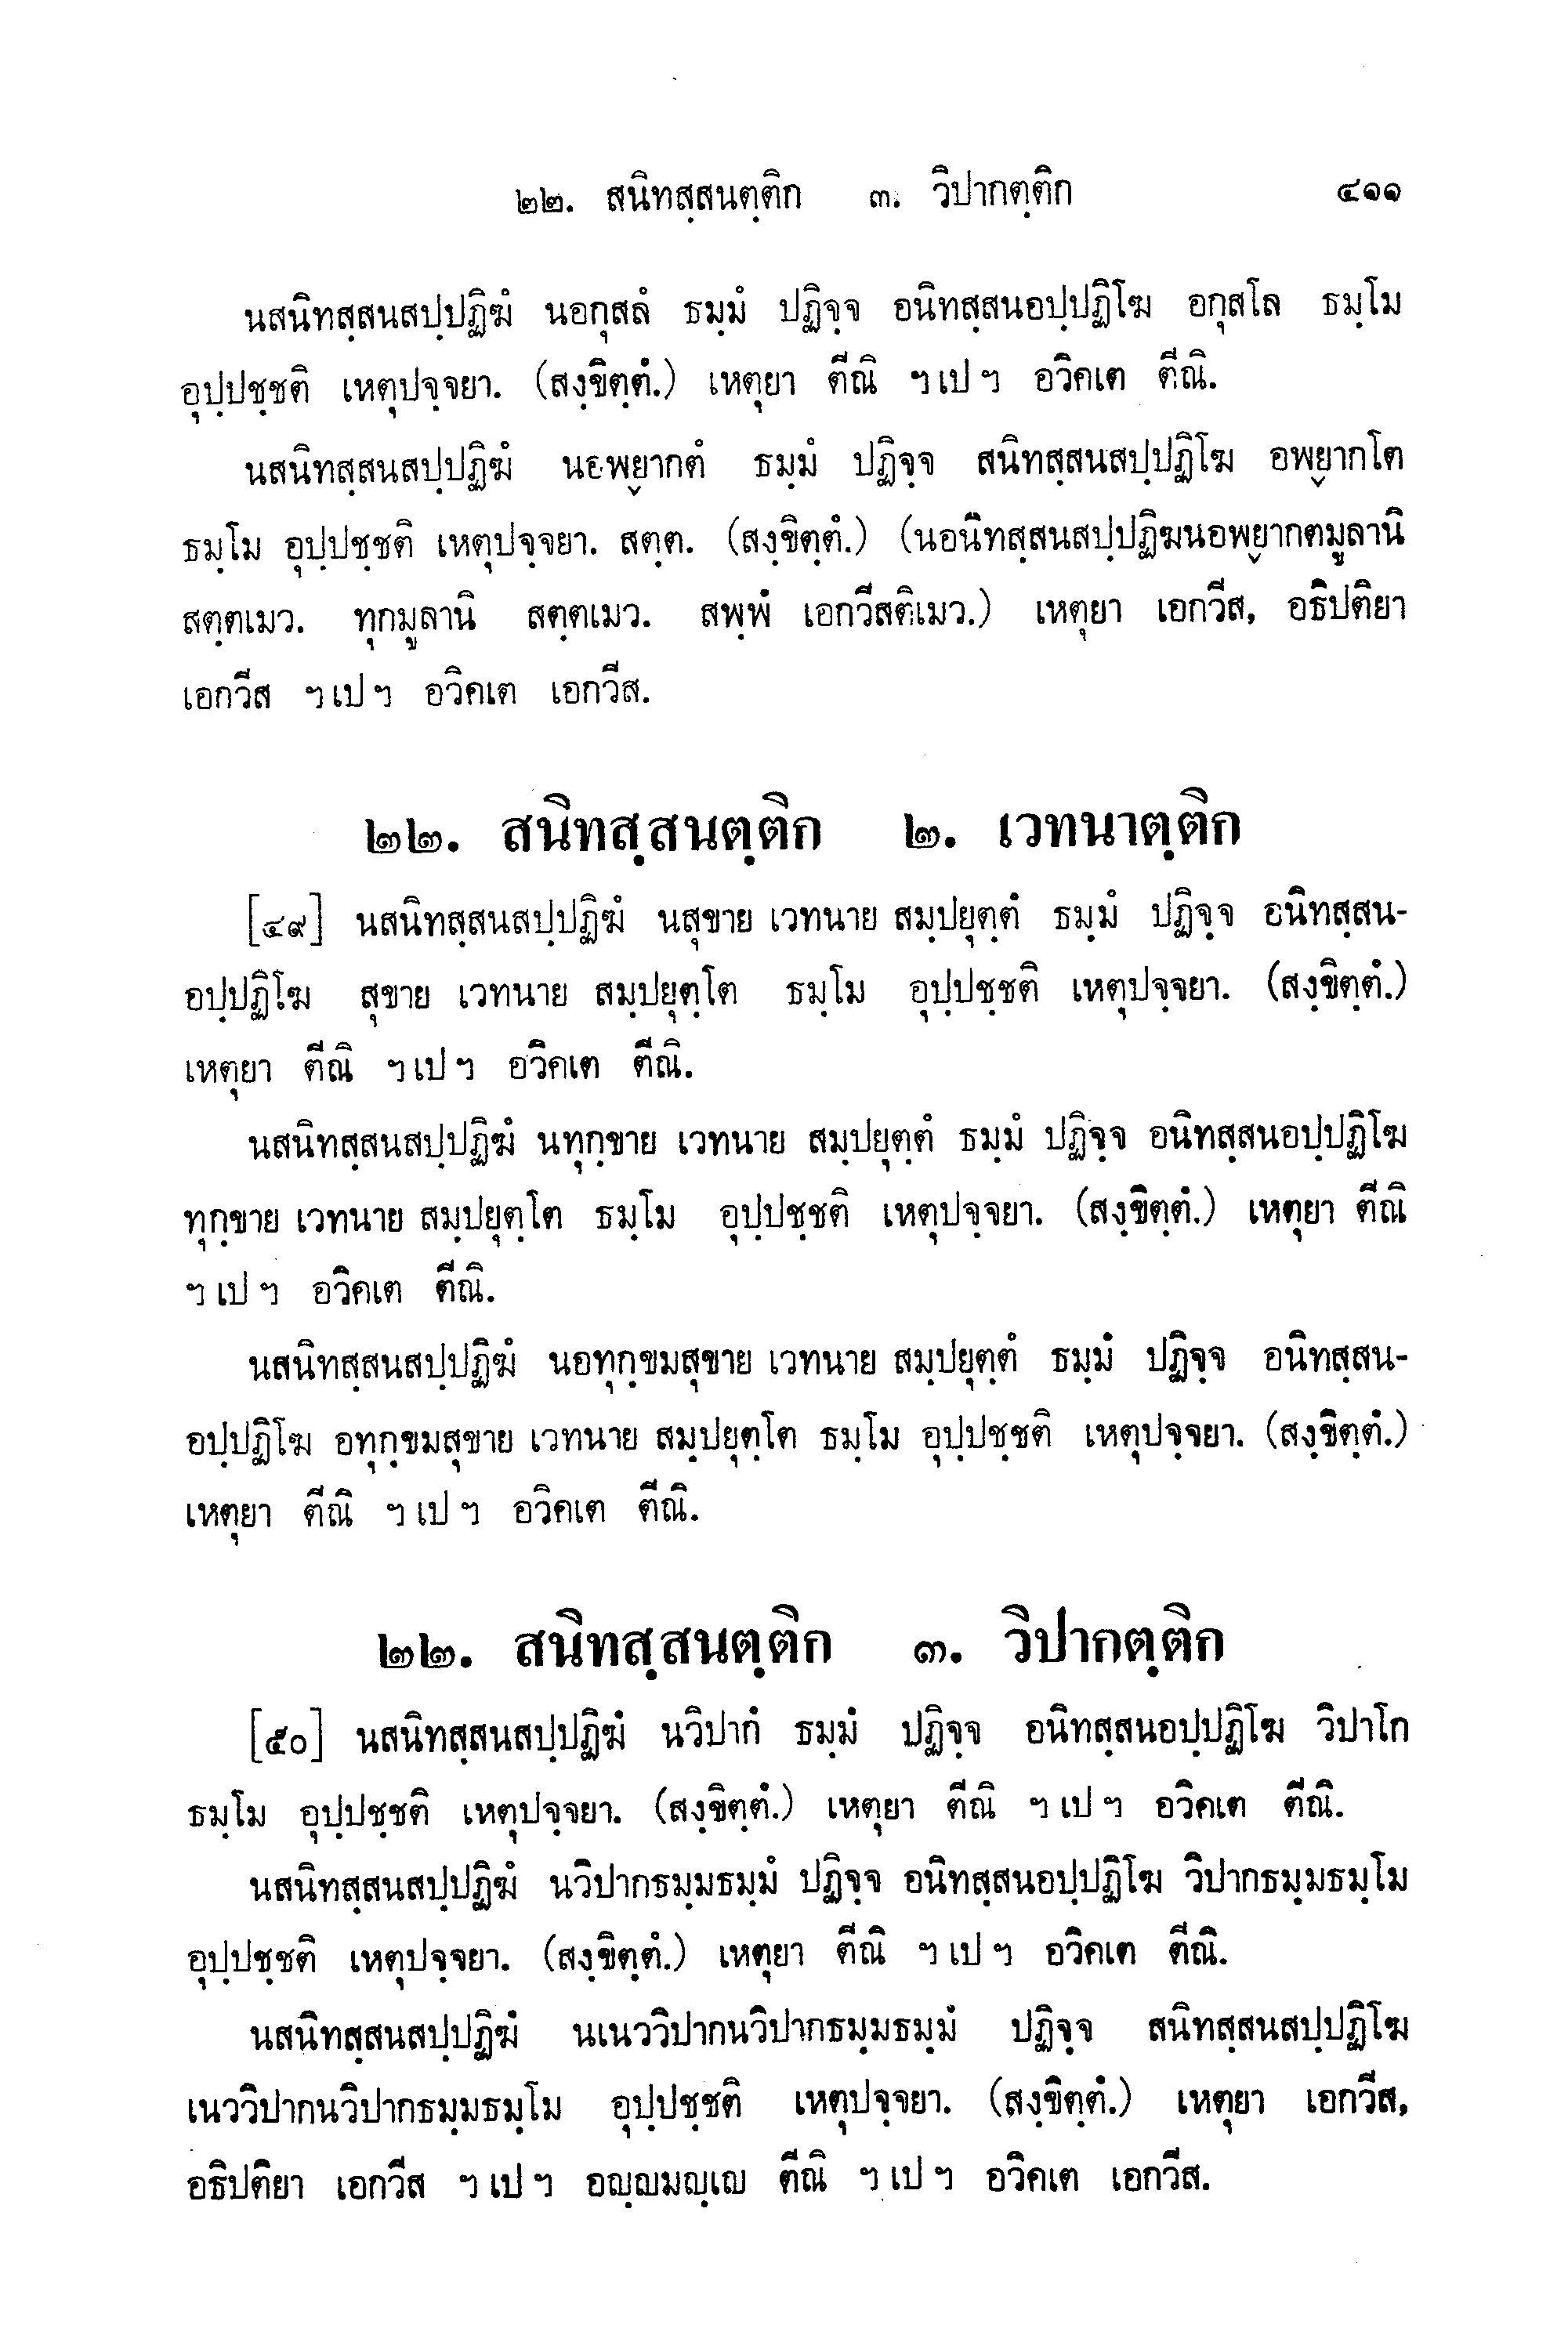 ๒๒. สนิทสฺสนตฺติก ๓. วิปากตฺติก ๔๑๑
นสนิทสฺสนสปฺปฏิฆํ นอกุสลํ ธมฺมํ ปฏิจฺจ อนิทสฺสนอปฺปฏิโฆ อกุสโล ธมฺโม
อุปฺปชฺชติ เหตุปจฺจยา. (สงฺขิตฺตํ.) เหตุยา ตีณิ ฯเปฯ อวิคเต ตีณิ.
นสนิทสฺสนสปฺปฏิฆํ นอพฺยากตํ ธมฺมํ ปฏิจฺจ สนิทสฺสนสปฺปฏิโฆ อพฺยากโต
ธมฺโม อุปฺปชฺชติ เหตุปจฺจยา. สตฺต. (สงฺขิตฺตํ.) (นอนิทสฺสนสปฺปฏิฆนอพฺยากตมูลานิ
สตฺตเมว. ทุกมูลานิ สตฺตเมว. สพฺพํ เอกวีสติเมว.) เหตุยา เอกวีส, อธิปติยา
เอกวีส ฯเปฯ อวิคเต เอกวีส.
๒๒. สนิทสฺสนตฺติก ๒. เวทนาตฺติก
[๔๙] นสนิทสฺสนสปฺปฏิฆํ นสุขาย เวทนาย สมฺปยุตฺตํ ธมฺมํ ปฏิจฺจ อนิทสฺสน-
อปฺปฏิโฆ สุขาย เวทนาย สมฺปยุตฺโต ธมฺโม อุปฺปชฺชติ เหตุปจฺจยา. (สงฺขิตฺตํ.)
เหตุยา ตีณิ ฯเปฯ อวิคเต ตีณิ.
นสนิทสฺสนสปฺปฏิฆํ นทุกฺขาย เวทนาย สมฺปยุตฺตํ ธมฺมํ ปฏิจฺจ อนิทสฺสนอปฺปฏิโฆ
ทุกฺขาย เวทนาย สมฺปยุตฺโต ธมฺโม อุปฺปชฺชติ เหตุปจฺจยา. (สงฺขิตฺตํ.) เหตุยา ตีณิ
ฯเปฯ อวิคเต ตีณิ.
นสนิทสฺสนสปฺปฏิฆํ นอทุกฺขมสุขาย เวทนาย สมฺปยุตฺตํ ธมฺมํ ปฏิจฺจ อนิทสฺสน-
อปฺปฏิโฆ อทุกฺขมสุขาย เวทนาย สมฺปยุตฺโต ธมฺโม อุปฺปชฺชติ เหตุปจฺจยา. (สงฺขิตฺตํ.)
เหตุยา ตีณิ ฯเปฯ อวิคเต ตีณิ.
๒๒. สนิทสฺสนตฺติก ๓. วิปากตฺติก
[๕๐] นสนิทสฺสนสปฺปฏิฆํ นวิปากํ ธมฺมํ ปฏิจฺจ อนิทสฺสนอปฺปฏิโฆ วิปาโก
ธมฺโม อุปฺปชฺชติ เหตุปจฺจยา. (สงฺขิตฺตํ.) เหตุยา ตีณิ ฯเปฯ อวิคเต ตีณิ.
นสนิทสฺสนสปฺปฏิฆํ นวิปากธมฺมธมฺมํ ปฏิจฺจ อนิทสฺสนอปฺปฏิโฆ วิปากธมฺมธมฺโม
อุปฺปชฺชติ เหตุปจฺจยา. (สงฺขิตฺตํ.) เหตุยา ตีณิ ฯเปฯ อวิคเต ตีณิ.
นสนิทสฺสนสปฺปฏิฆํ นเนววิปากนวิปากธมฺมธมฺมํ ปฏิจฺจ สนิทสฺสนสปฺปฏิโฆ
เนววิปากนวิปากธมฺมธมฺโม อุปฺปชฺชติ เหตุปจฺจยา. (สงฺขิตฺตํ.) เหตุยา เอกวีส,
อธิปติยา เอกวีส ฯเปฯ อญฺญมญฺเญ ตีณิ ฯเปฯ อวิคเต เอกวีส.